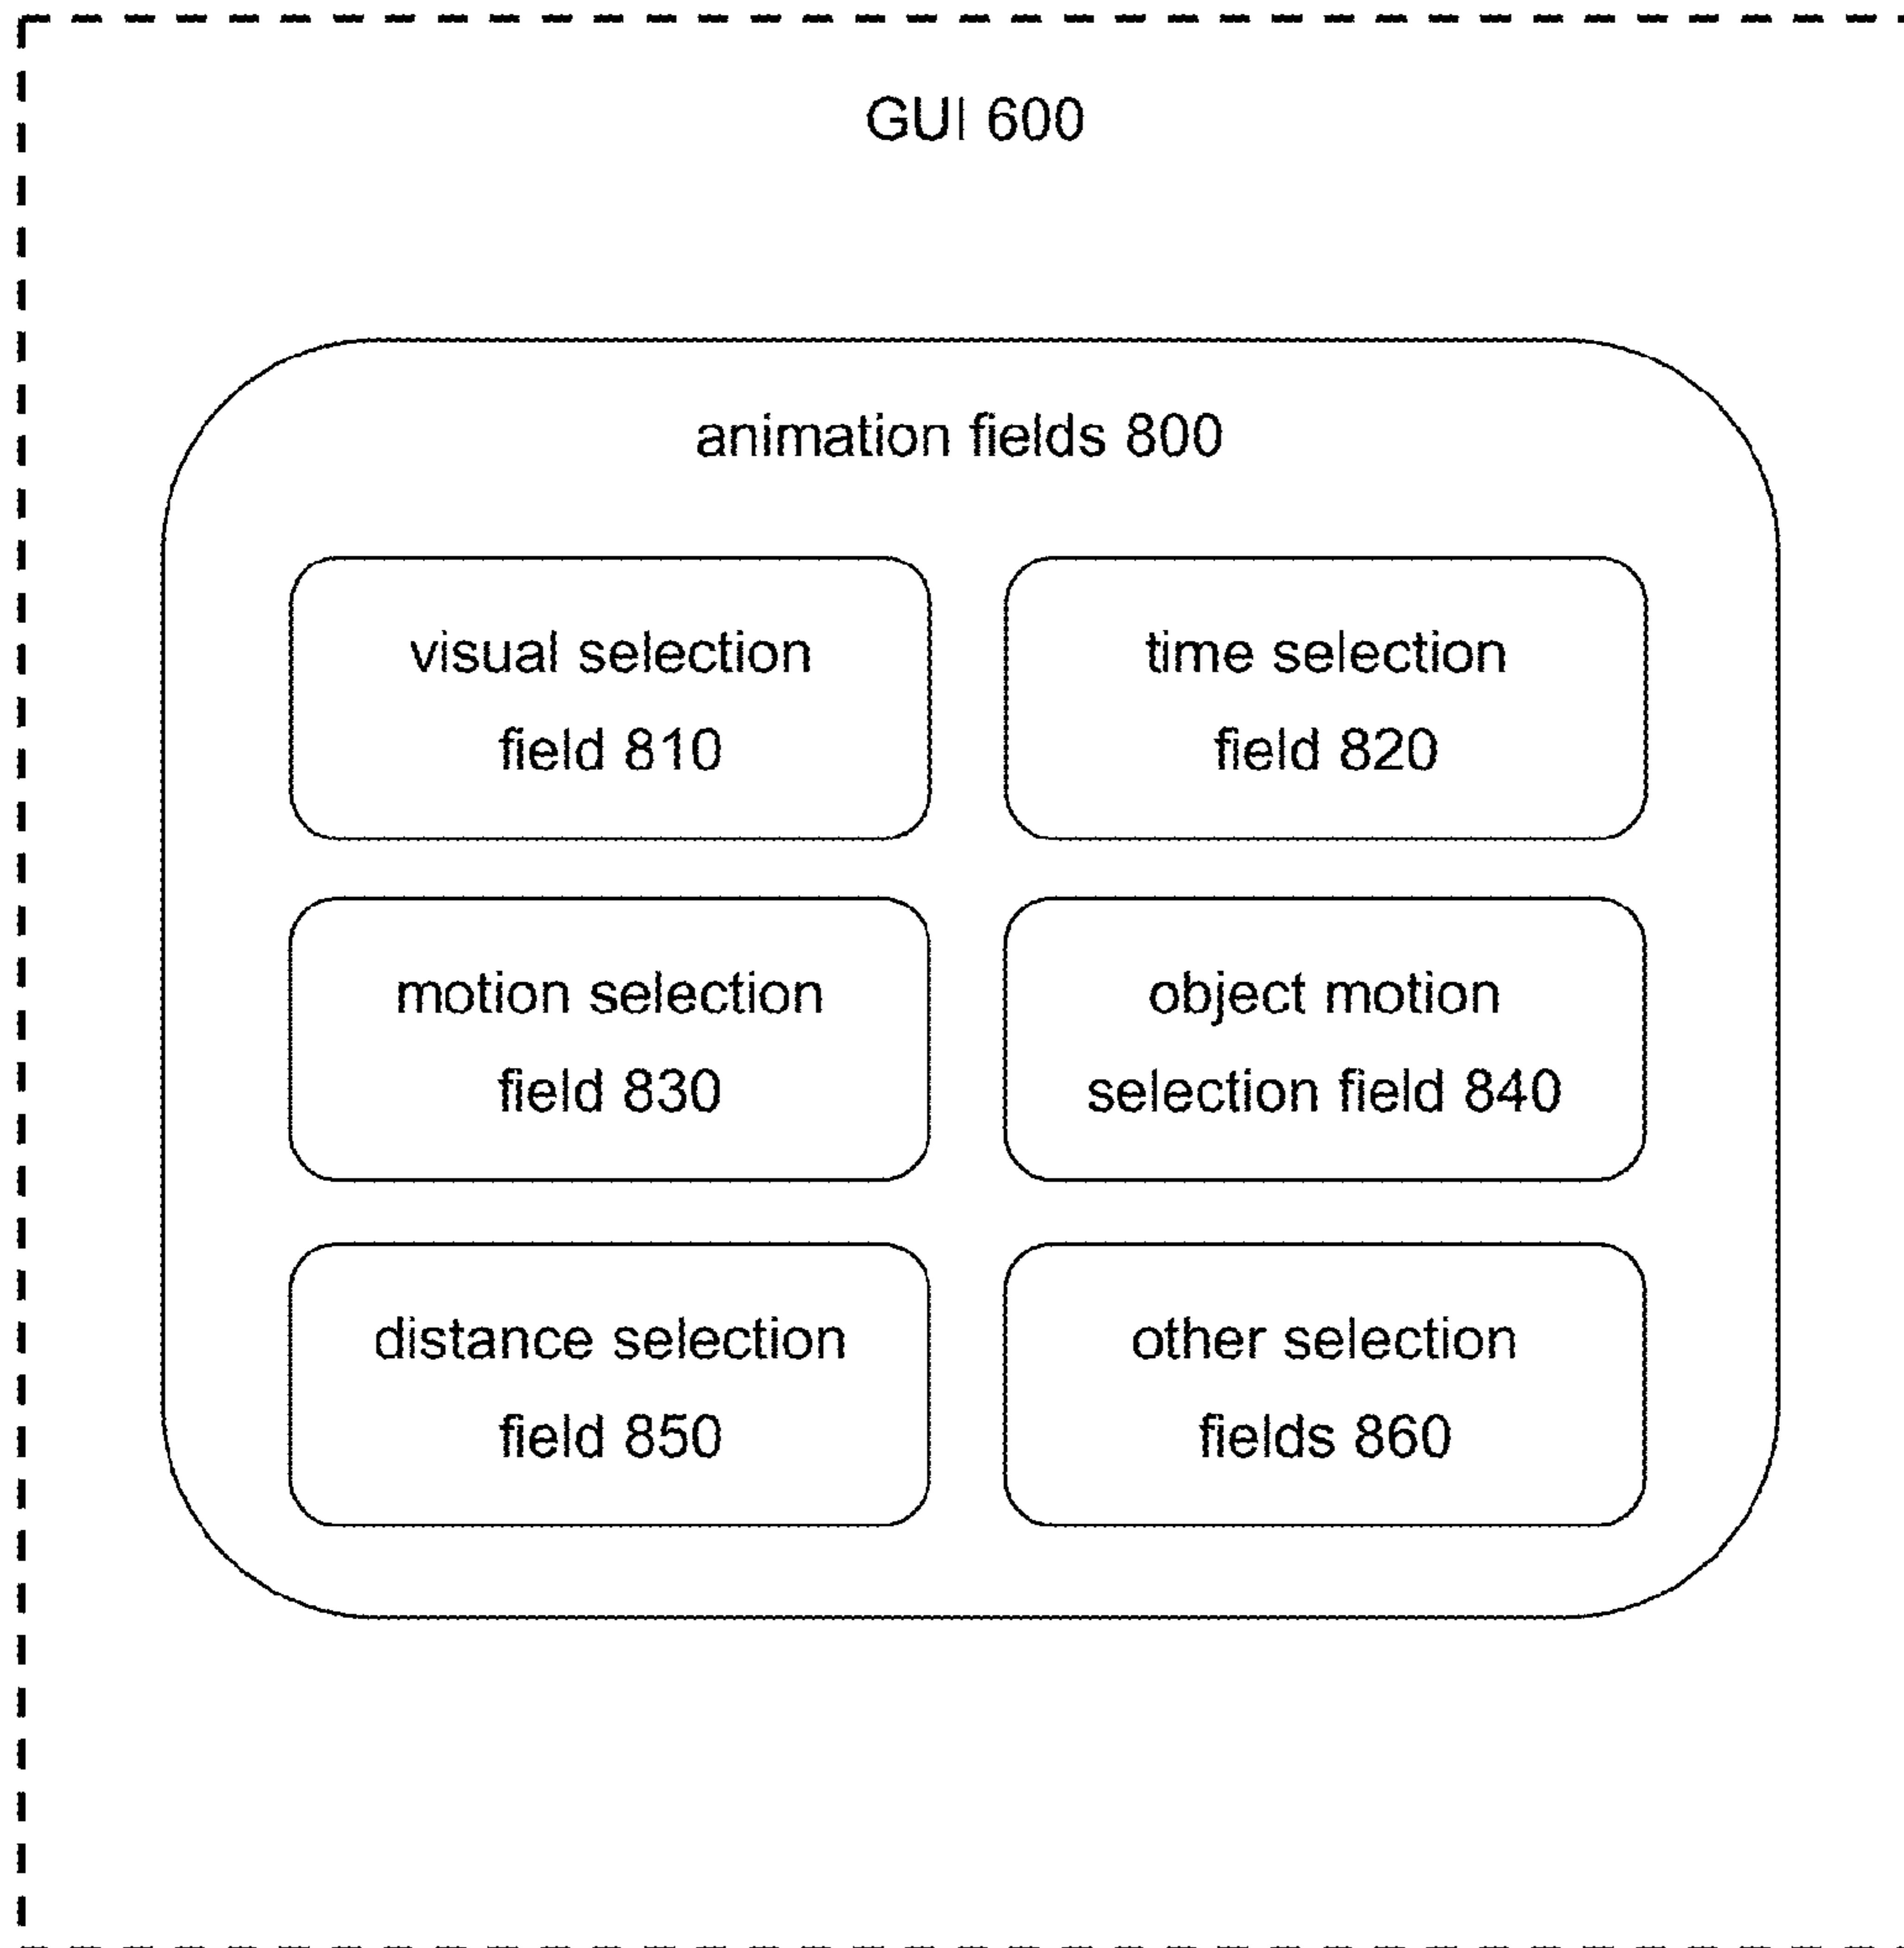 GUI 600
animation fields 800
visual selection
field 810
time selection
field 820
motion selection
field 830
object motion
selection field 840
distance selection
field 850
other selection
fields 860